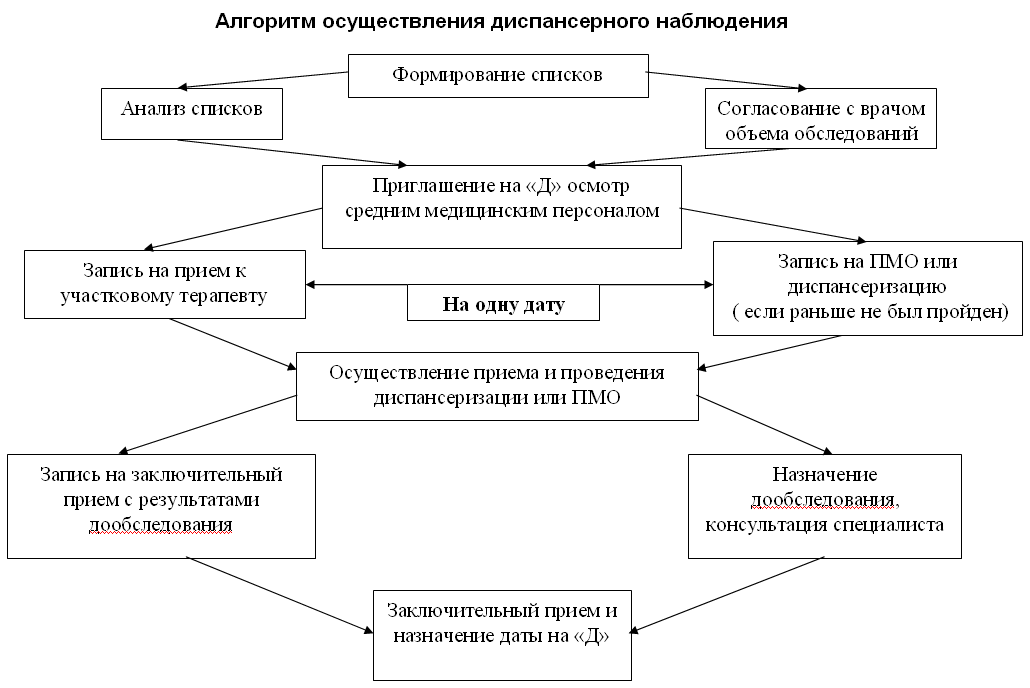 Алгоритм осуществления диспансерного наблюдения
Формирование списков
Анализ списков
Согласование с врачом
объема обследований
Приглашение на «Д» осмотр
средним медицинским персоналом
Запись на прием к
участковому терапевту
На одну дату
Запись на ПМО или
диспансеризацию
( если раньше не был пройден)
Осуществление приема и проведения
диспансеризации или ПМО
Запись на заключительный
прием с результатами
дообследования
Назначение
дообследования,
консультация специалиста
Заключительный прием и
назначение даты на «Д»